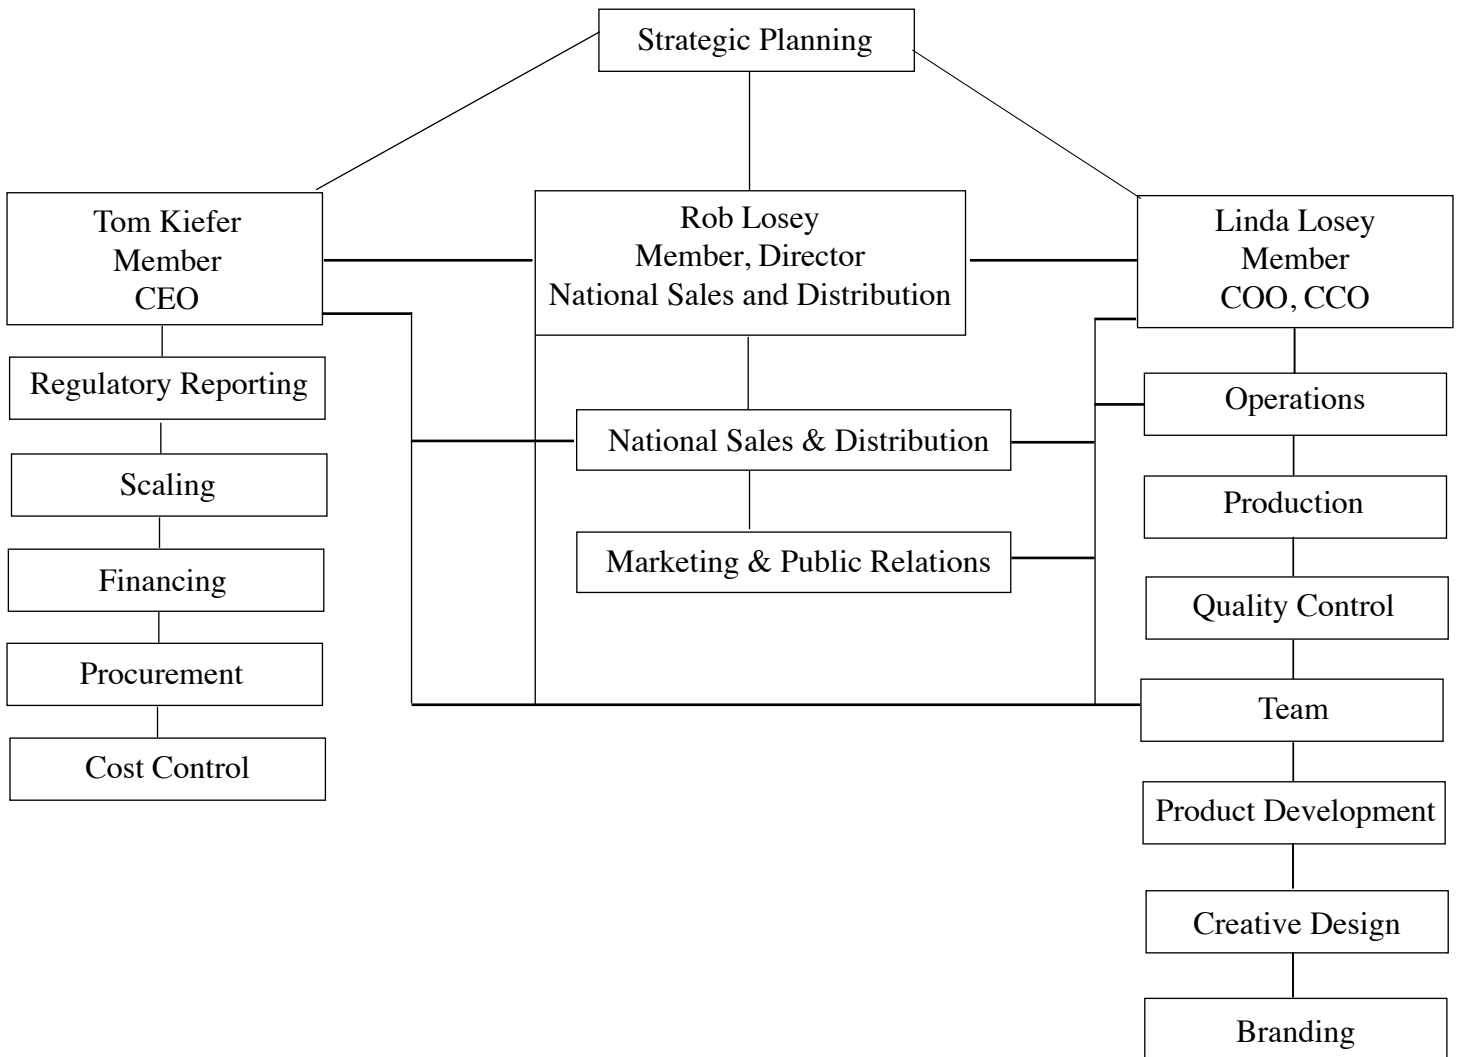 Strategic Planning
Tom Kiefer
Member
CEO
Rob Losey
Member, Director
National Sales and Distribution
Linda Losey
Member
COO, CCO
Regulatory Reporting
Scaling
Financing
Procurement
Cost Control
National Sales & Distribution
Marketing & Public Relations
Operations
Production
Quality Control
Team
Product Development
Creative Design
Branding